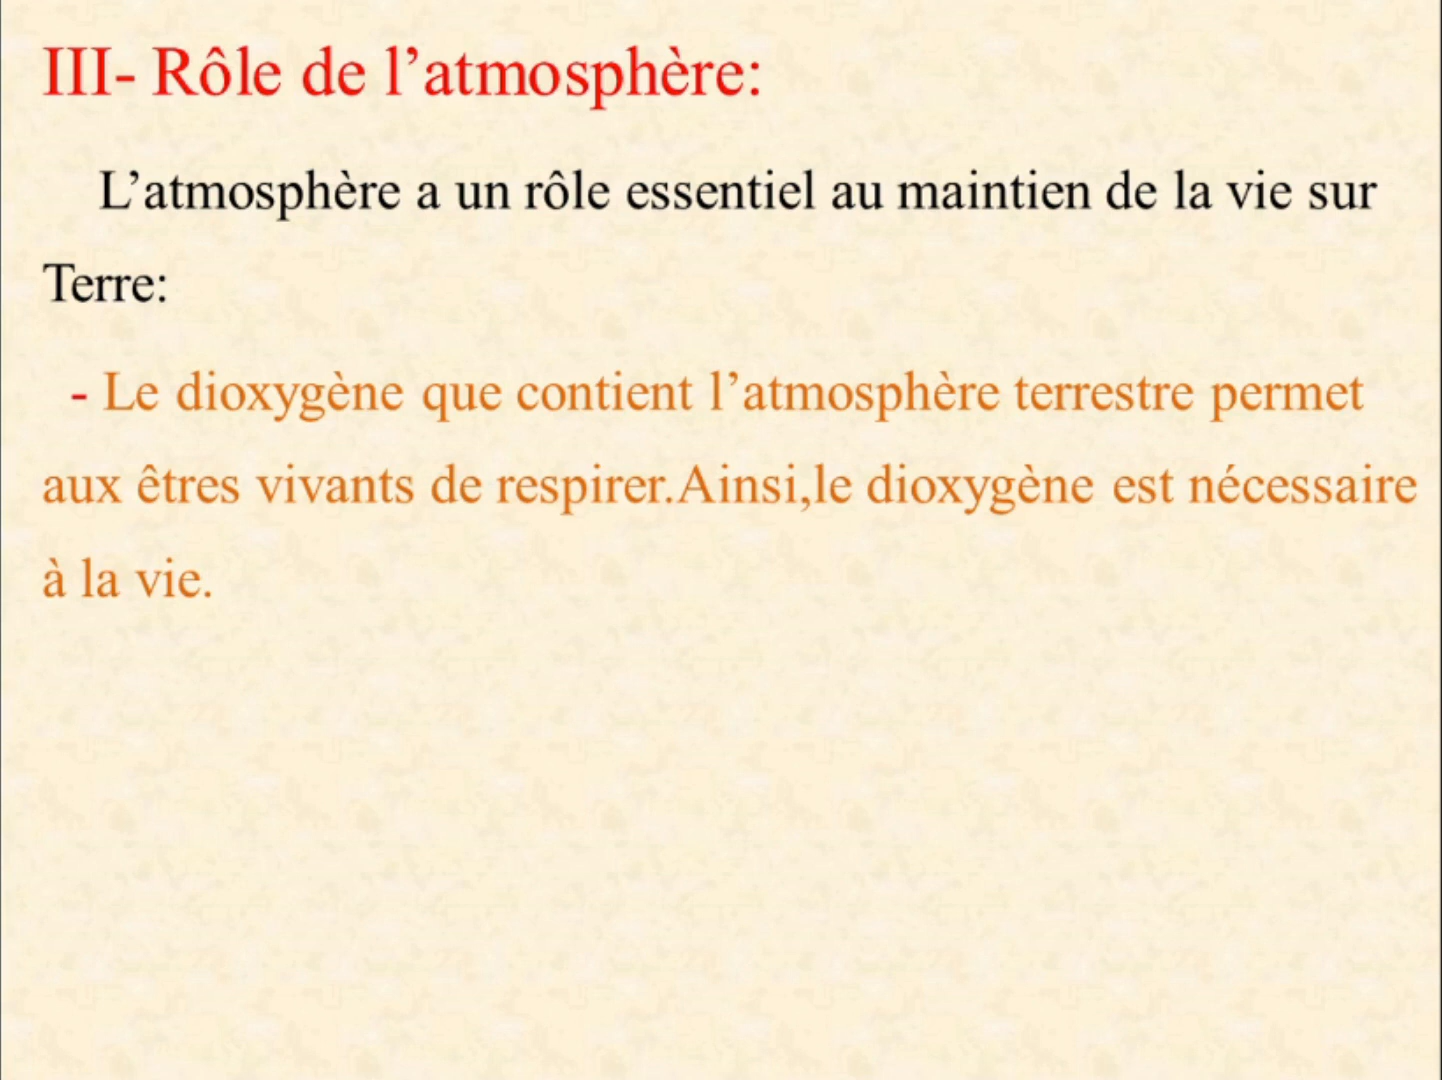 III- Rôle de l’atmosphère:
L’atmosphère a un rôle essentiel au maintien de la vie sur
Terre:
- Le dioxygène que contient l’atmosphère terrestre permet
aux êtres vivants de respirer.Ainsi,le dioxygène est nécessaire
à la vie.